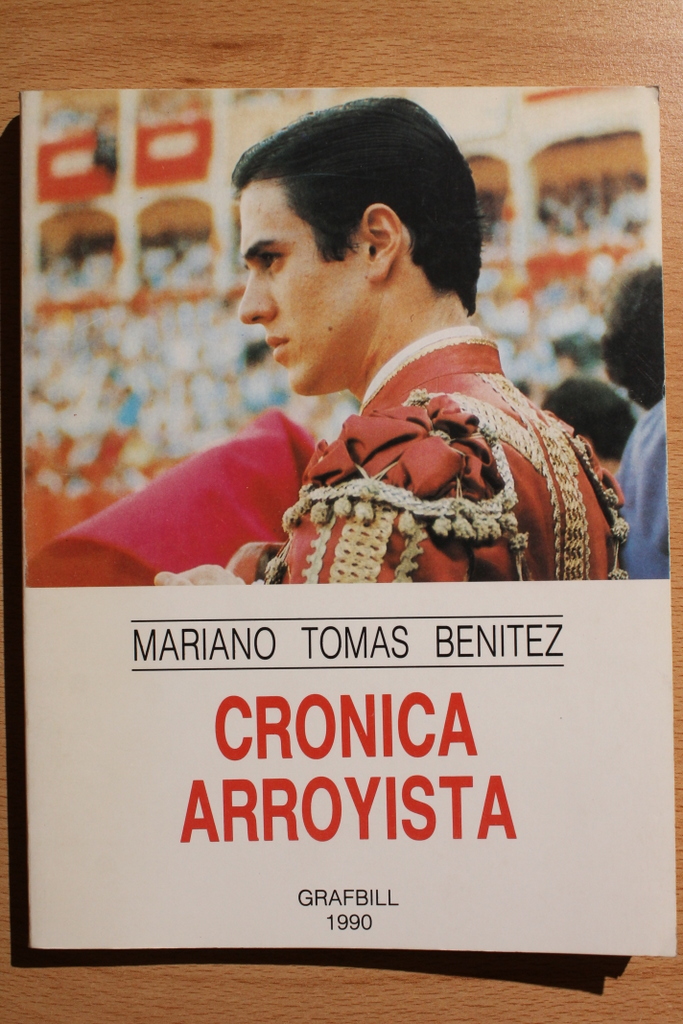 MARIANO TOMAS BENITEZ
CRONICA
ARROYISTA
GRAFBILL
1990